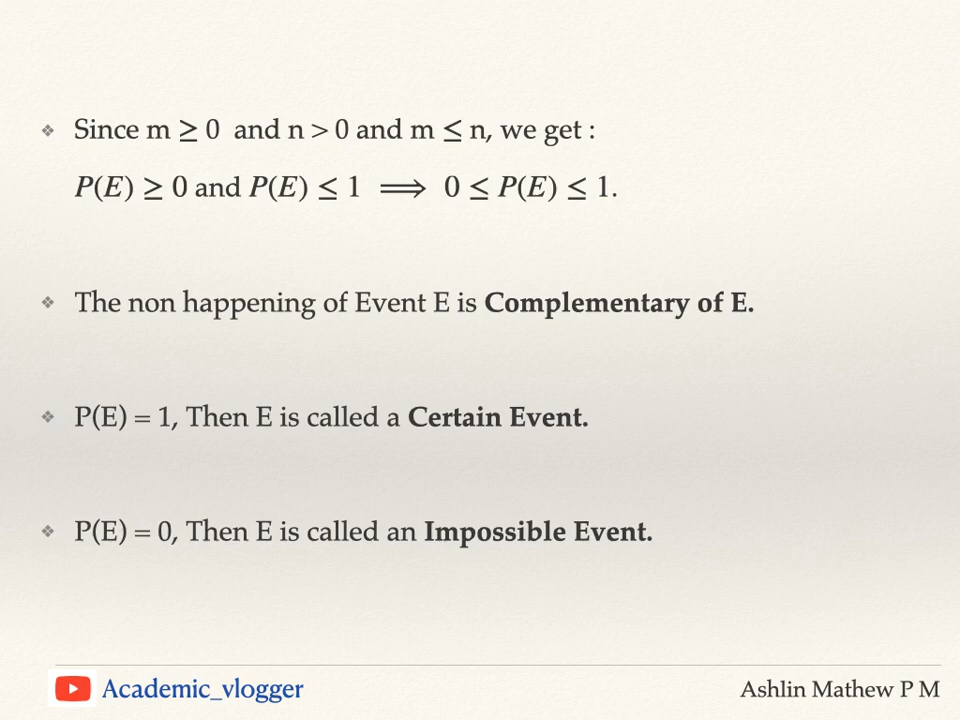 ❖ Since m ≥ 0 and n > 0 and m ≤ n, we get :
P(E) ≥ 0 and P(E) ≤ 1 ⟹ 0 ≤ P(E) ≤ 1.
❖ The non happening of Event E is Complementary of E.
❖ P(E) = 1, Then E is called a Certain Event.
❖ P(E) = 0, Then E is called an Impossible Event.
Academic_vlogger
Ashlin Mathew P M